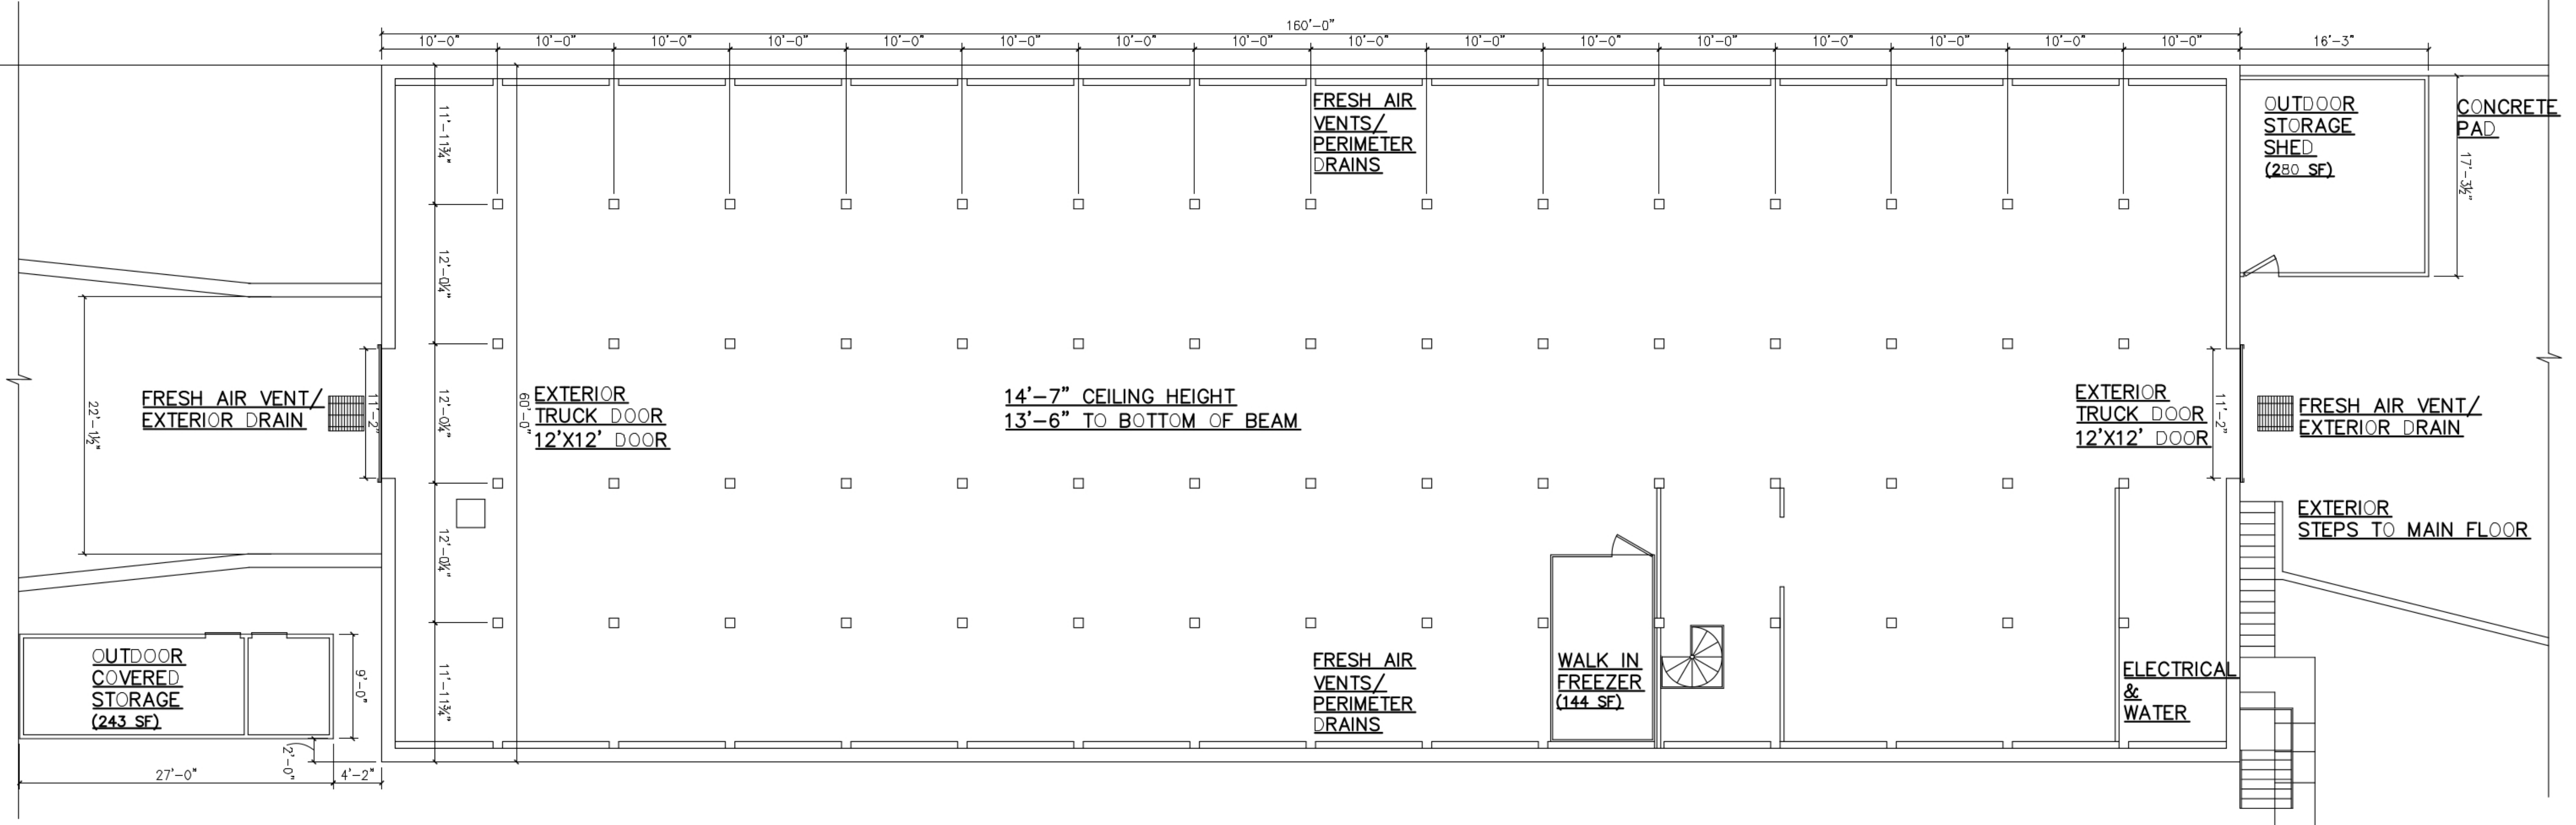 160'-0"
10'-0" 10'-0" 10'-0" 10'-0" 10'-0" 10'-0" 10'-0" 10'-0" 10'-0" 10'-0" 10'-0" 10'-0" 10'-0" 10'-0" 10'-0" 10'-0" 16'-3"
FRESH AIR
VENTS/
PERIMETER
DRAINS
OUTDOOR
STORAGE
SHED
(280 SF)
CONCRETE
PAD
17'-3½"
11'-11¾"
12'-0¼"
12'-0¼"
12'-0¼"
11'-11¾"
60'-0"
22'-1½"
FRESH AIR VENT/
EXTERIOR DRAIN
11'-2"
EXTERIOR
TRUCK DOOR
12'X12' DOOR
14'-7" CEILING HEIGHT
13'-6" TO BOTTOM OF BEAM
EXTERIOR
TRUCK DOOR
12'X12' DOOR
11'-2"
FRESH AIR VENT/
EXTERIOR DRAIN
EXTERIOR
STEPS TO MAIN FLOOR
OUTDOOR
COVERED
STORAGE
(243 SF)
9'-0"
2'-0"
27'-0" 4'-2"
FRESH AIR
VENTS/
PERIMETER
DRAINS
WALK IN
FREEZER
(144 SF)
ELECTRICAL
&
WATER